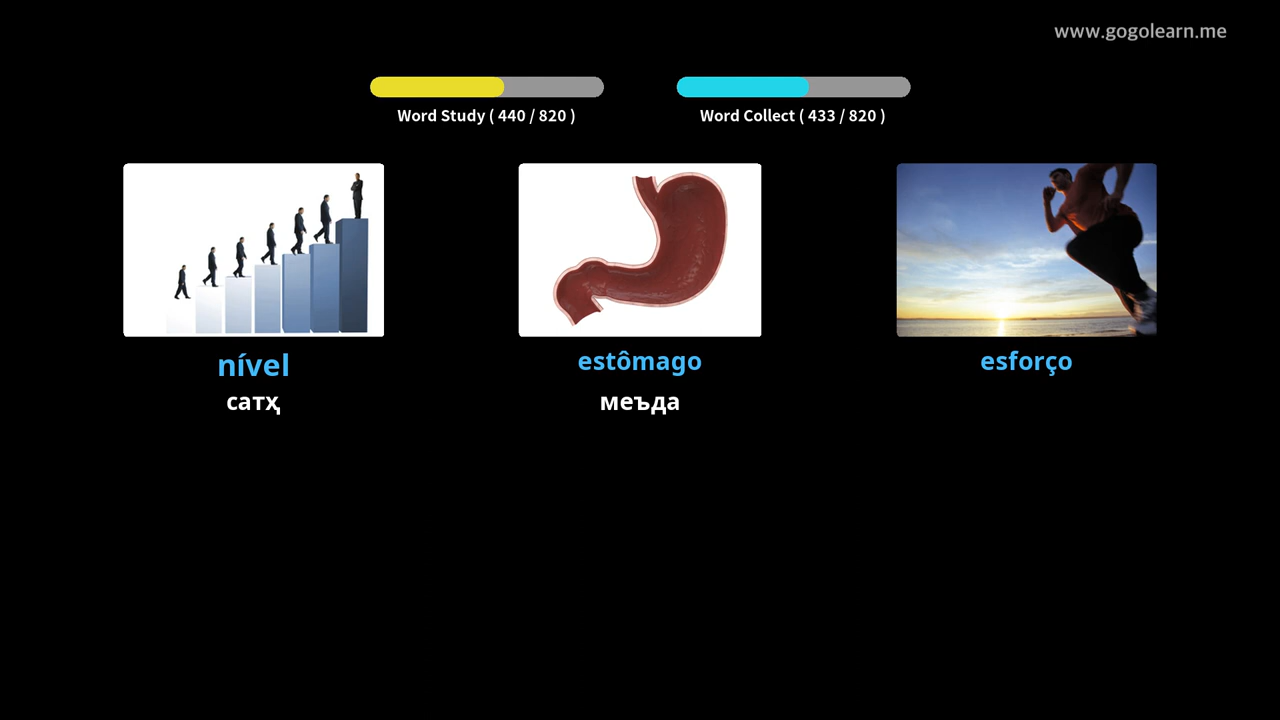 www.gogolearn.me
Word Study ( 440 / 820 )
Word Collect ( 433 / 820 )
nível
estômago
esforço
сатҳ
меъда